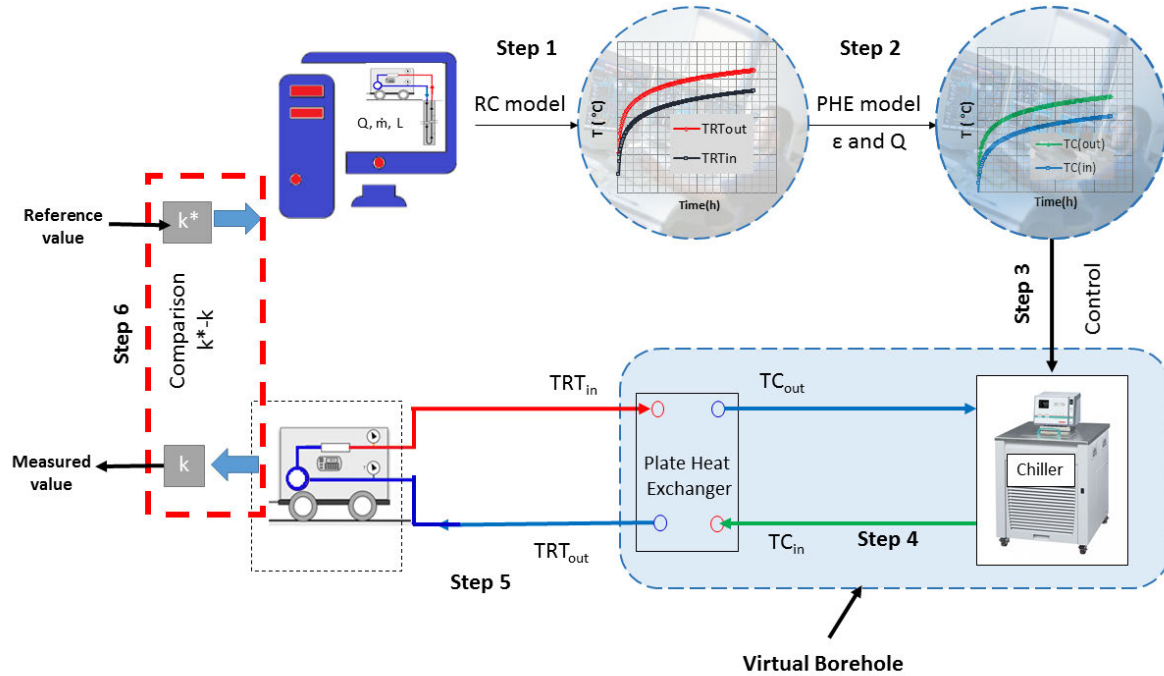 Step 1
RC model
Q, ṁ, L
T ( °C)
TRTout
TRTin
Time(h)
Step 2
PHE model
ε and Q
T ( °C)
TC(out)
TC(in)
Time(h)
Step 3
Control
Reference
value
k*
Step 6
Comparison
k*-k
Measured
value
k
TRTin
TCout
Plate Heat
Exchanger
Chiller
TRTout
TCin
Step 4
Step 5
Virtual Borehole